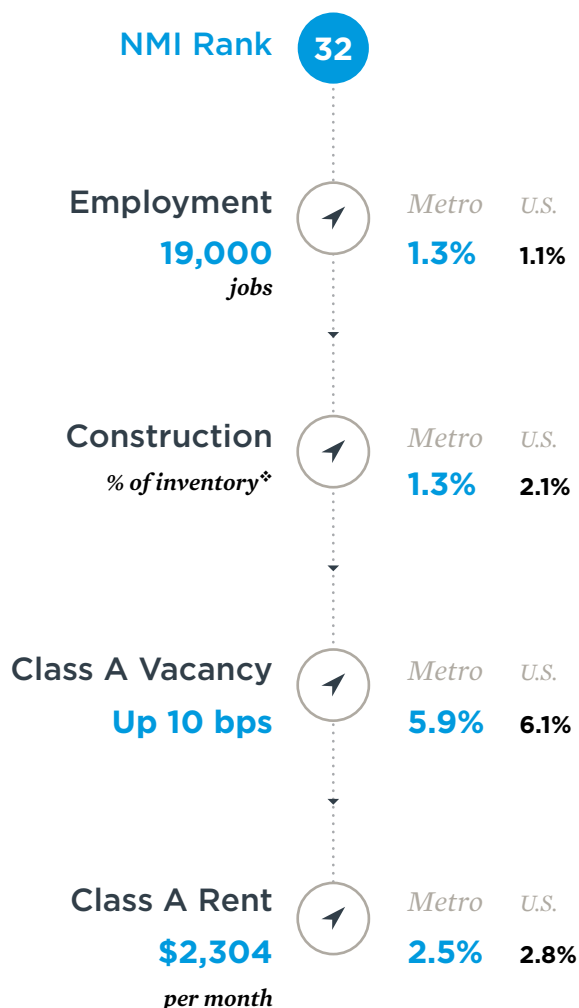 NMI Rank 32
Employment Metro U.S.
19,000 1.3% 1.1%
jobs
Construction Metro U.S.
% of inventory❖ 1.3% 2.1%
Class A Vacancy Metro U.S.
Up 10 bps 5.9% 6.1%
Class A Rent Metro U.S.
$2,304 2.5% 2.8%
per month